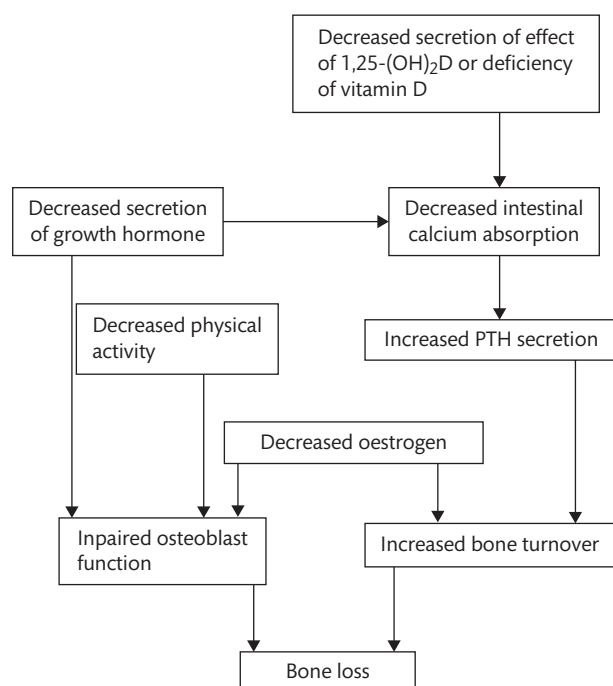 Decreased secretion of effect
of 1,25-(OH)₂D or deficiency
of vitamin D
Decreased secretion
of growth hormone
Decreased intestinal
calcium absorption
Decreased physical
activity
Increased PTH secretion
Decreased oestrogen
Inpaired osteoblast
function
Increased bone turnover
Bone loss